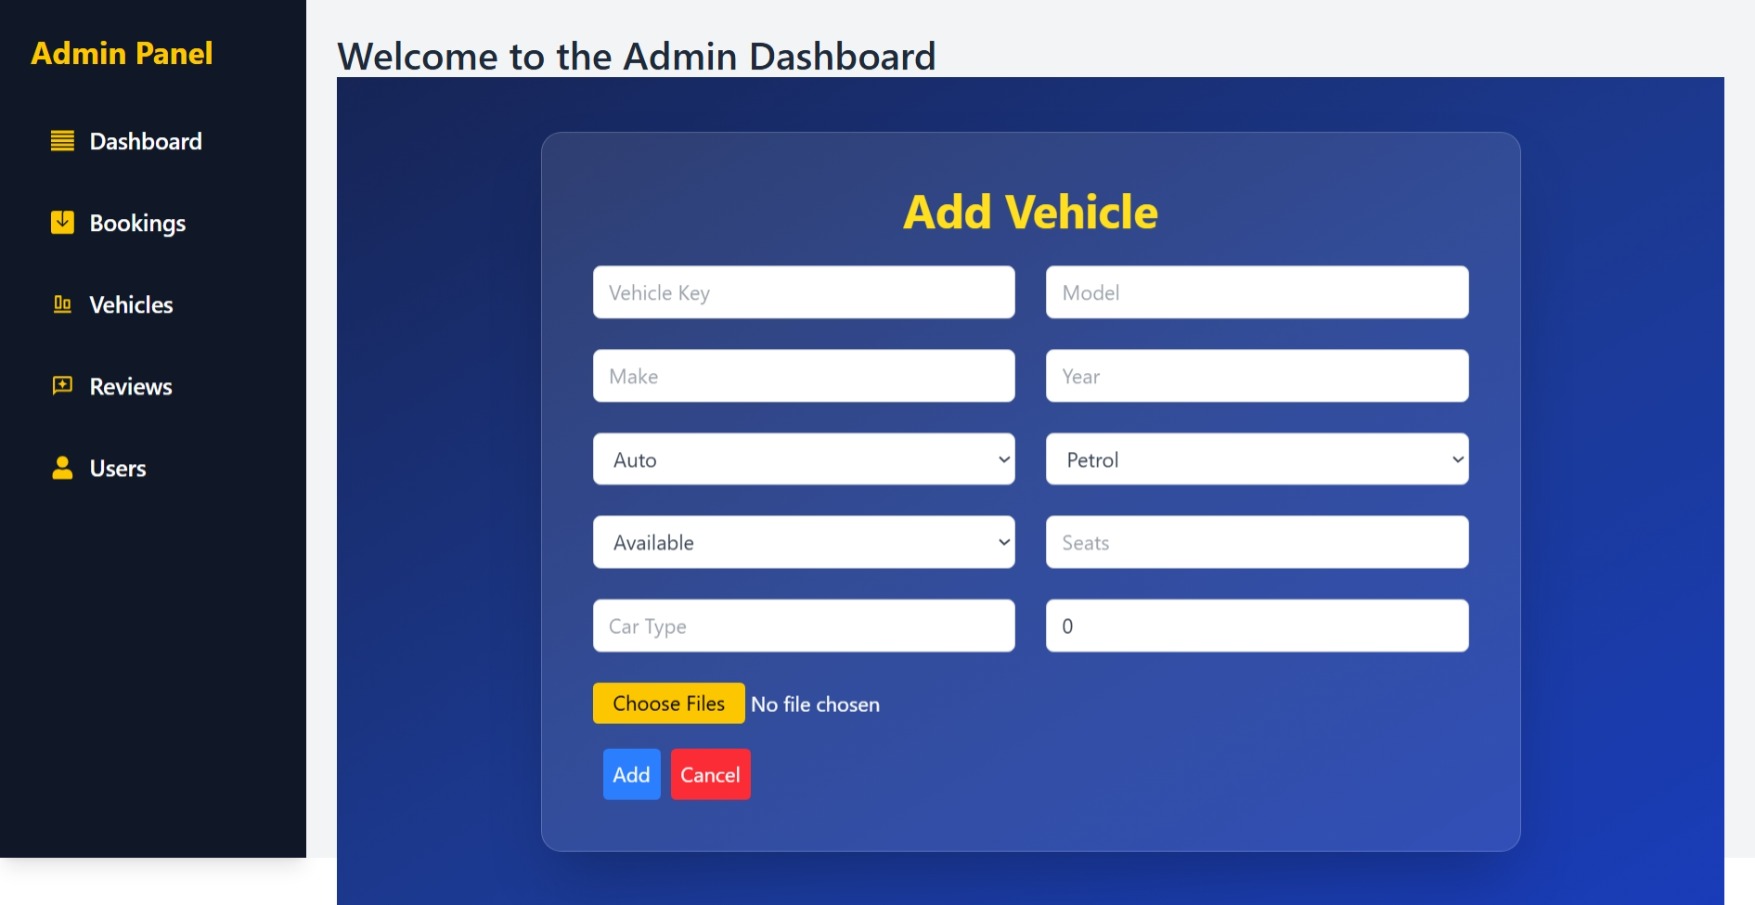 Admin Panel
Dashboard
Bookings
Vehicles
Reviews
Users
Welcome to the Admin Dashboard
Add Vehicle
Vehicle Key
Model
Make
Year
Auto
Petrol
Available
Seats
Car Type
0
Choose Files No file chosen
Add Cancel